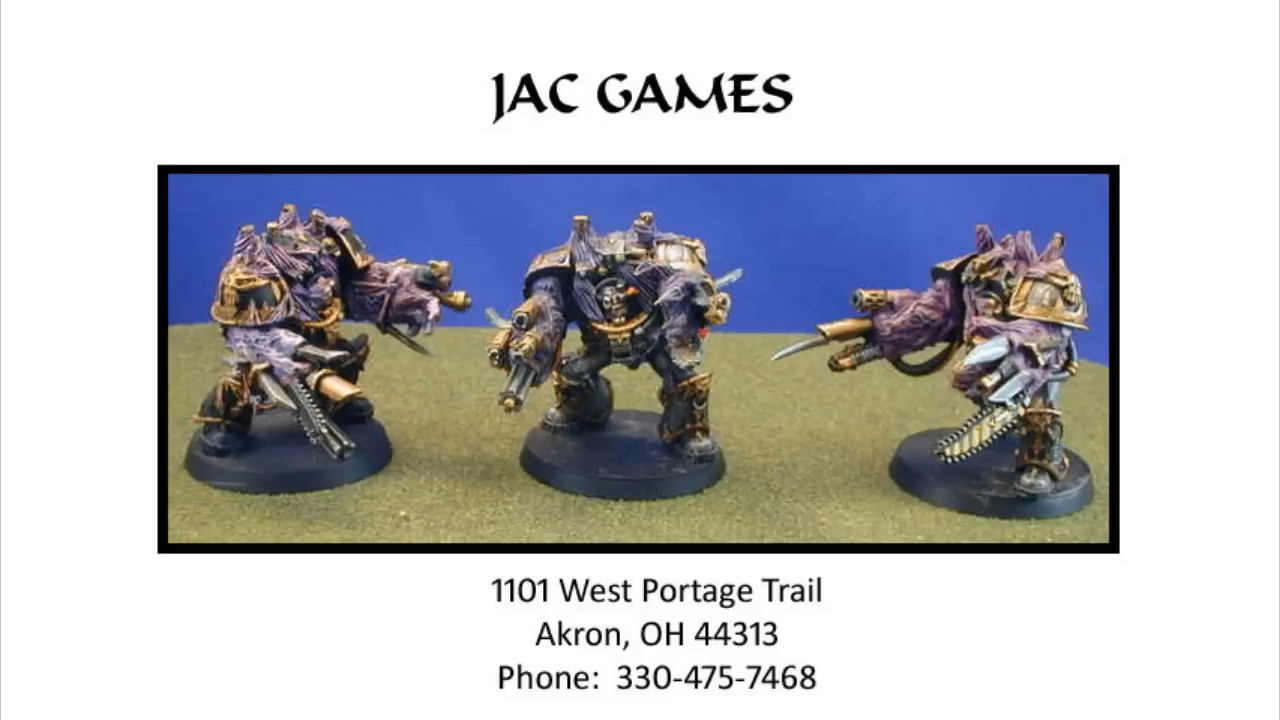 JAC GAMES
1101 West Portage Trail
Akron, OH 44313
Phone: 330-475-7468